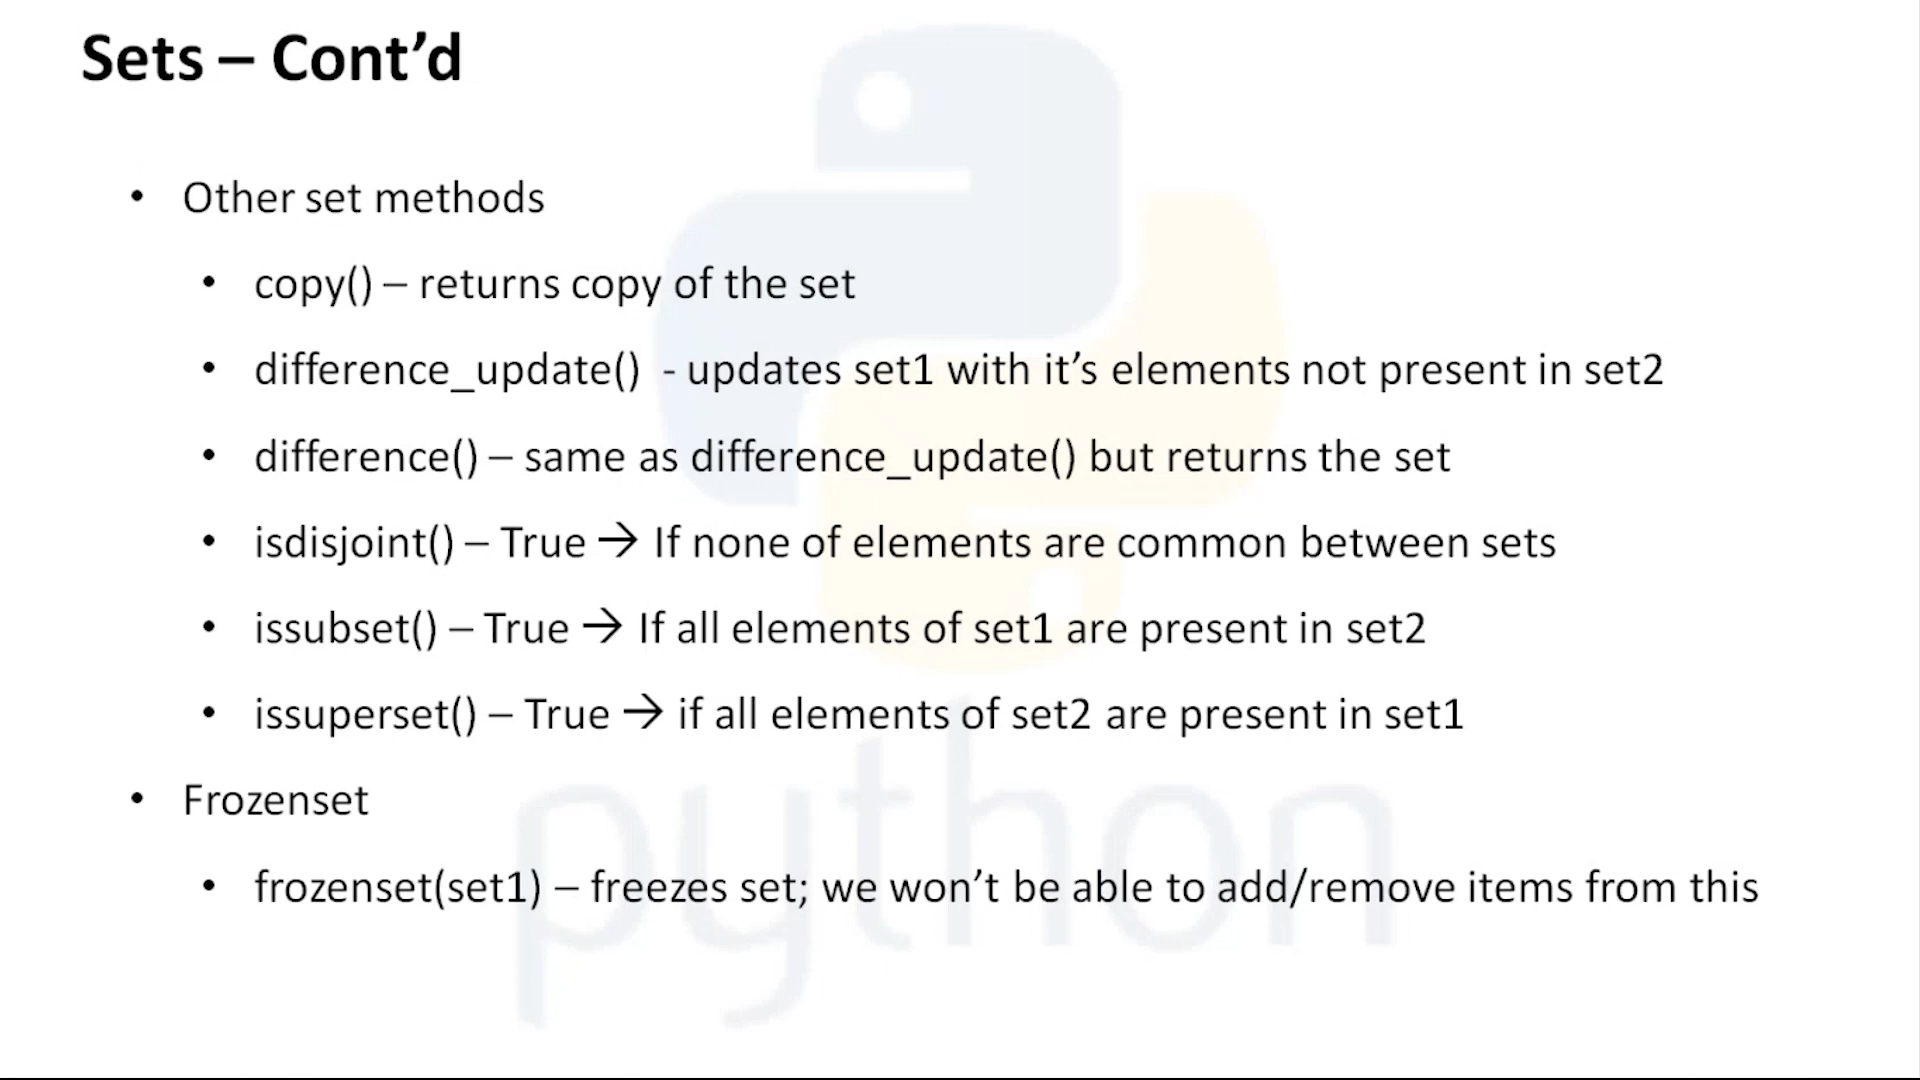 Sets – Cont’d
• Other set methods
• copy() – returns copy of the set
• difference_update()  - updates set1 with it’s elements not present in set2
• difference() – same as difference_update() but returns the set
• isdisjoint() – True → If none of elements are common between sets
• issubset() – True → If all elements of set1 are present in set2
• issuperset() – True → if all elements of set2 are present in set1
• Frozenset
• frozenset(set1) – freezes set; we won’t be able to add/remove items from this
python